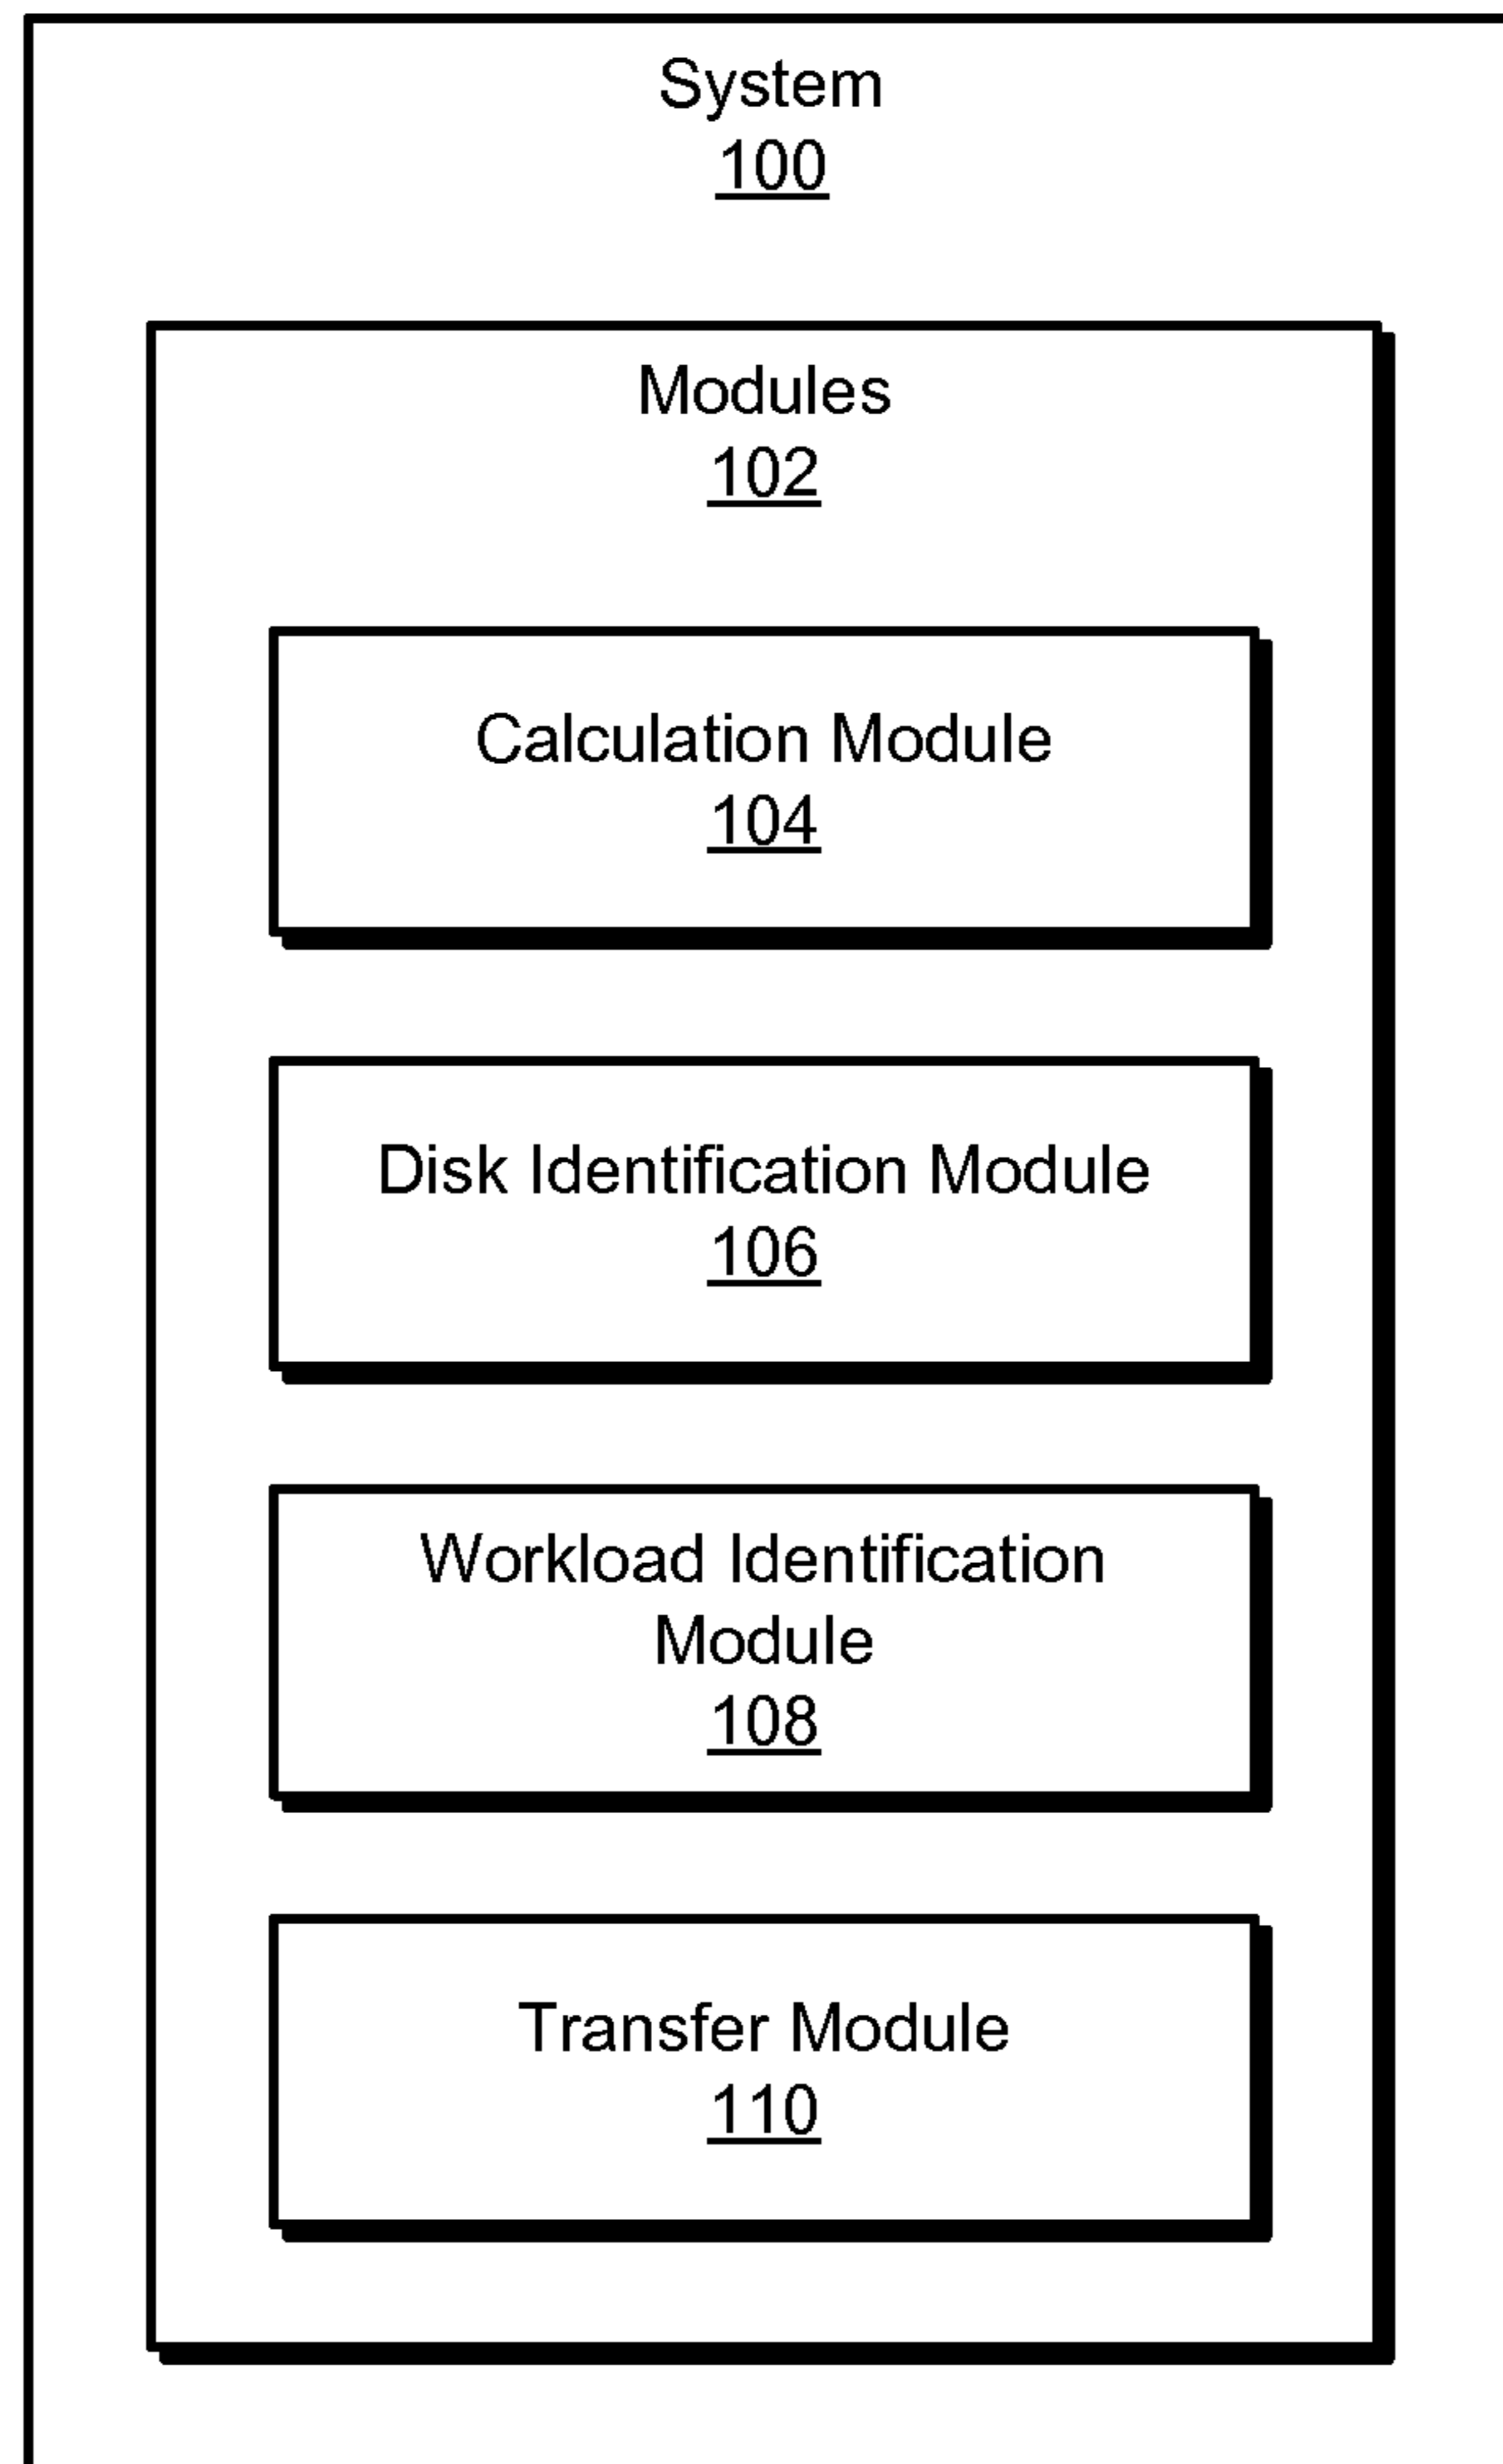 System
100
Modules
102
Calculation Module
104
Disk Identification Module
106
Workload Identification
Module
108
Transfer Module
110